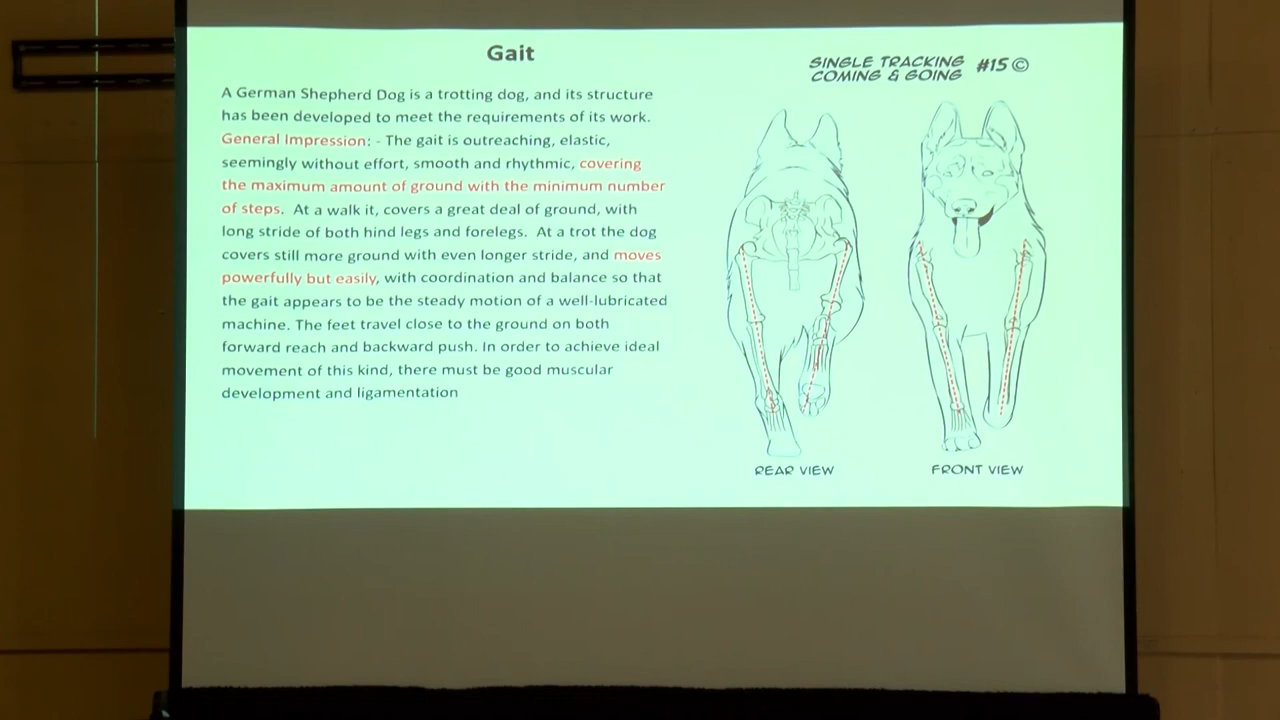 Gait
SINGLE TRACKING
COMING & GOING
#15©
A German Shepherd Dog is a trotting dog, and its structure
has been developed to meet the requirements of its work.
General Impression: - The gait is outreaching, elastic,
seemingly without effort, smooth and rhythmic, covering
the maximum amount of ground with the minimum number
of steps. At a walk it, covers a great deal of ground, with
long stride of both hind legs and forelegs. At a trot the dog
covers still more ground with even longer stride, and moves
powerfully but easily, with coordination and balance so that
the gait appears to be the steady motion of a well-lubricated
machine. The feet travel close to the ground on both
forward reach and backward push. In order to achieve ideal
movement of this kind, there must be good muscular
development and ligamentation
REAR VIEW
FRONT VIEW